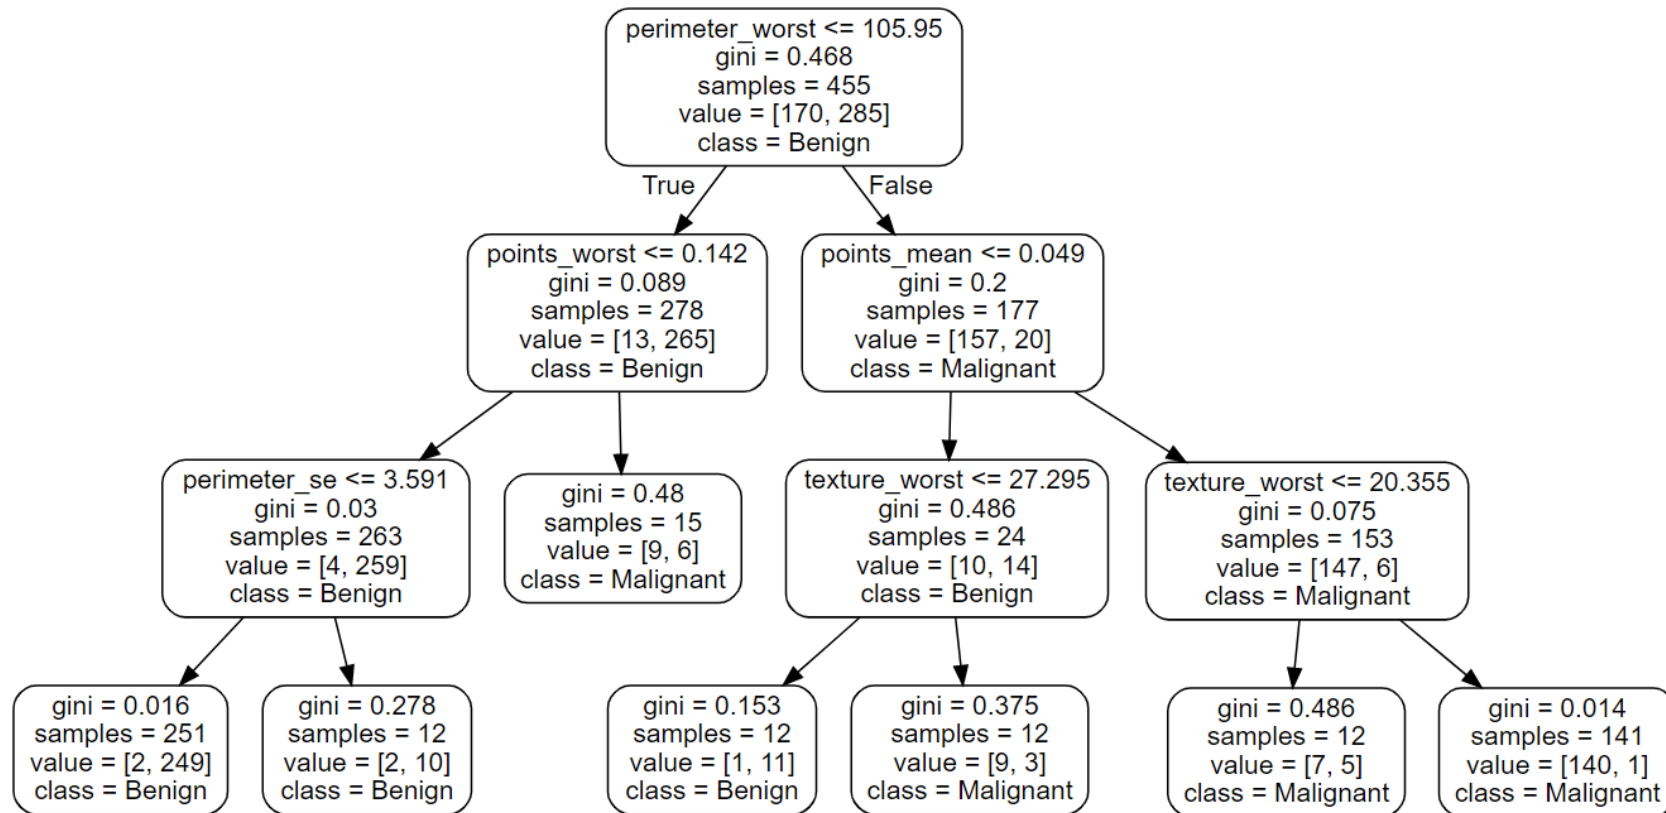 perimeter_worst <= 105.95
gini = 0.468
samples = 455
value = [170, 285]
class = Benign
True
False
points_worst <= 0.142
gini = 0.089
samples = 278
value = [13, 265]
class = Benign
points_mean <= 0.049
gini = 0.2
samples = 177
value = [157, 20]
class = Malignant
perimeter_se <= 3.591
gini = 0.03
samples = 263
value = [4, 259]
class = Benign
gini = 0.48
samples = 15
value = [9, 6]
class = Malignant
texture_worst <= 27.295
gini = 0.486
samples = 24
value = [10, 14]
class = Benign
texture_worst <= 20.355
gini = 0.075
samples = 153
value = [147, 6]
class = Malignant
gini = 0.016
samples = 251
value = [2, 249]
class = Benign
gini = 0.278
samples = 12
value = [2, 10]
class = Benign
gini = 0.153
samples = 12
value = [1, 11]
class = Benign
gini = 0.375
samples = 12
value = [9, 3]
class = Malignant
gini = 0.486
samples = 12
value = [7, 5]
class = Malignant
gini = 0.014
samples = 141
value = [140, 1]
class = Malignant